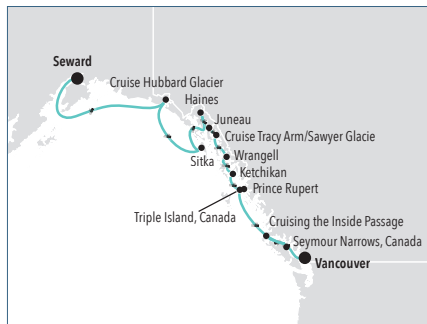 Seward
Cruise Hubbard Glacier
Haines
Juneau
Cruise Tracy Arm/Sawyer Glacie
Sitka
Wrangell
Ketchikan
Prince Rupert
Triple Island, Canada
Cruising the Inside Passage
Seymour Narrows, Canada
Vancouver